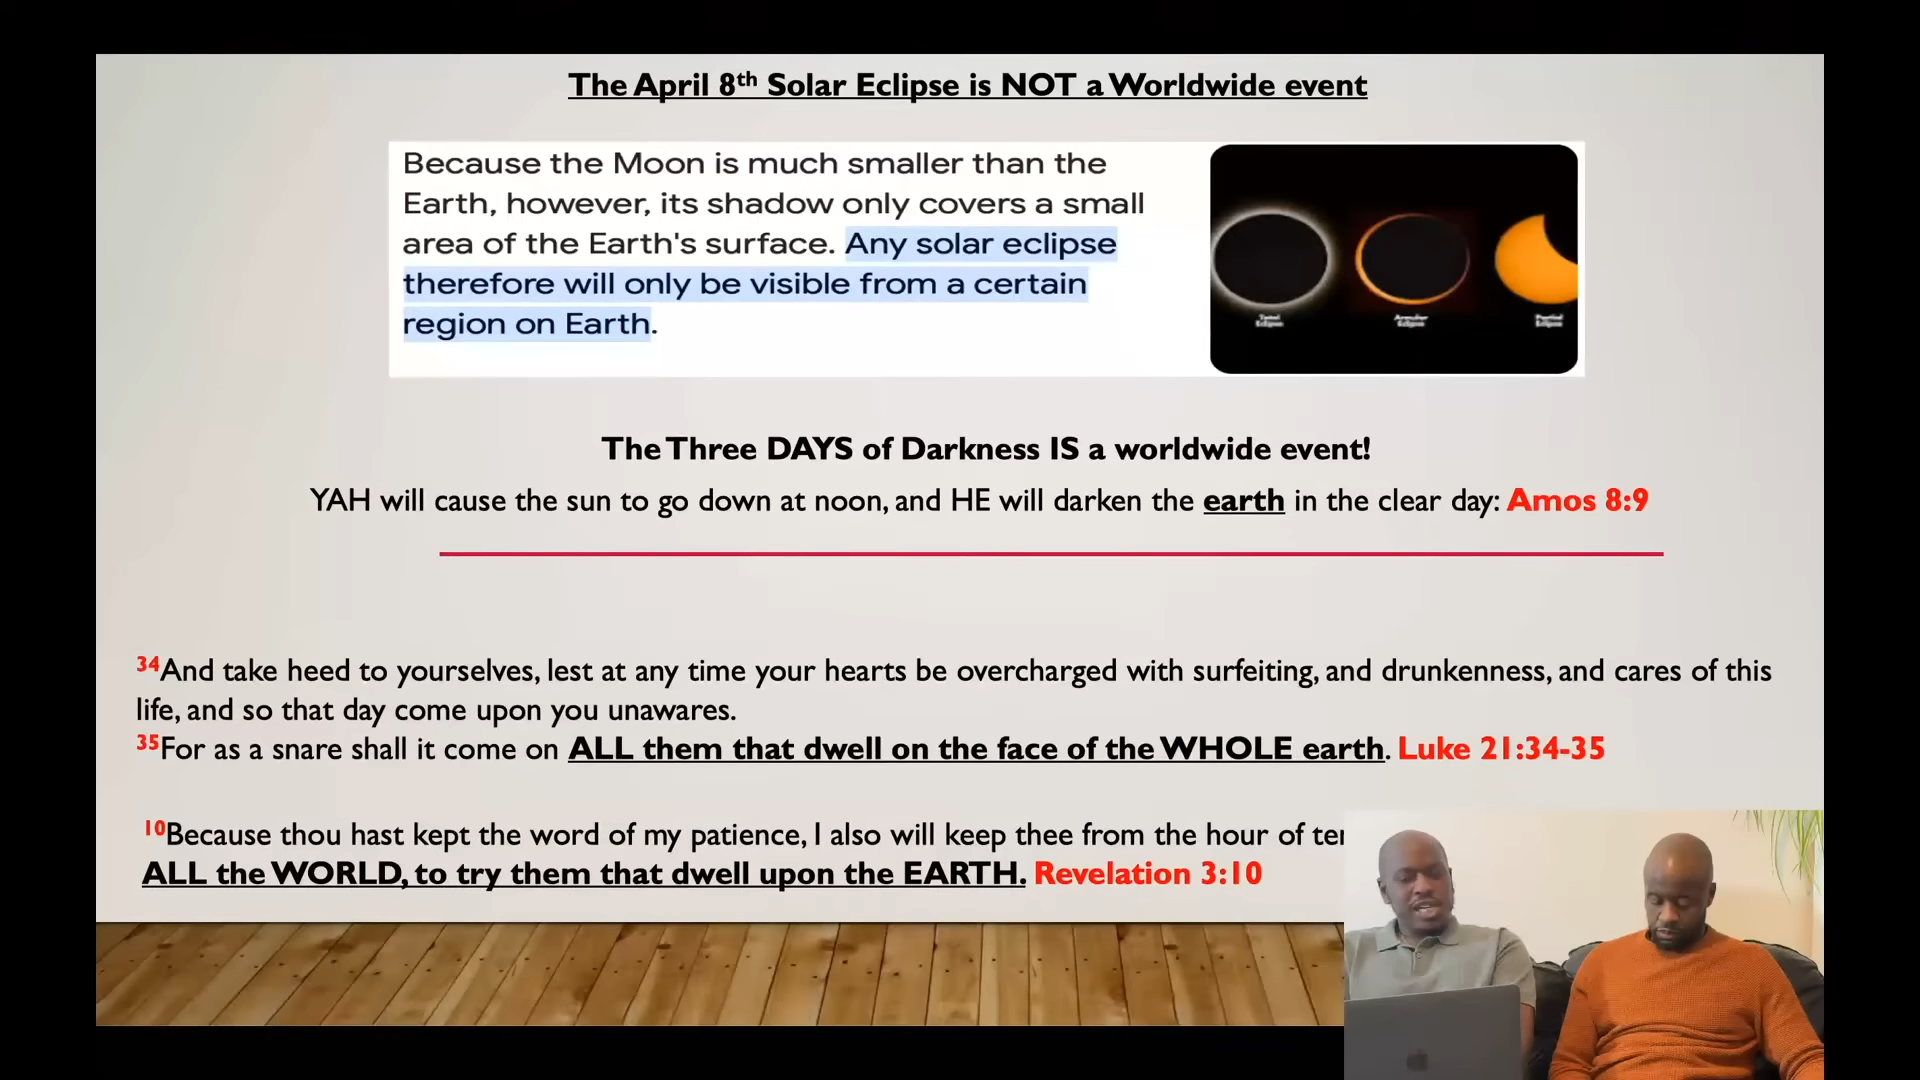 The April 8th Solar Eclipse is NOT a Worldwide event
Because the Moon is much smaller than the
Earth, however, its shadow only covers a small
area of the Earth's surface. Any solar eclipse
therefore will only be visible from a certain
region on Earth.
Total
Eclipse
Annular
Eclipse
Partial
Eclipse
The Three DAYS of Darkness IS a worldwide event!
YAH will cause the sun to go down at noon, and HE will darken the earth in the clear day: Amos 8:9
34And take heed to yourselves, lest at any time your hearts be overcharged with surfeiting, and drunkenness, and cares of this
life, and so that day come upon you unawares.
35For as a snare shall it come on ALL them that dwell on the face of the WHOLE earth. Luke 21:34-35
10Because thou hast kept the word of my patience, I also will keep thee from the hour of
ALL the WORLD, to try them that dwell upon the EARTH. Revelation 3:10